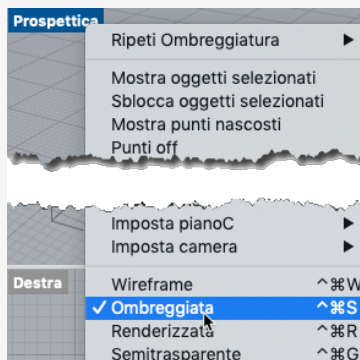 Prospettica
Ripeti Ombreggiatura
Mostra oggetti selezionati
Sblocca oggetti selezionati
Mostra punti nascosti
Punti off
Imposta pianoC
Imposta camera
Destra
Wireframe ^⌘W
✓ Ombreggiata ^⌘S
Renderizzata ^⌘R
Semitrasparente ^⌘G